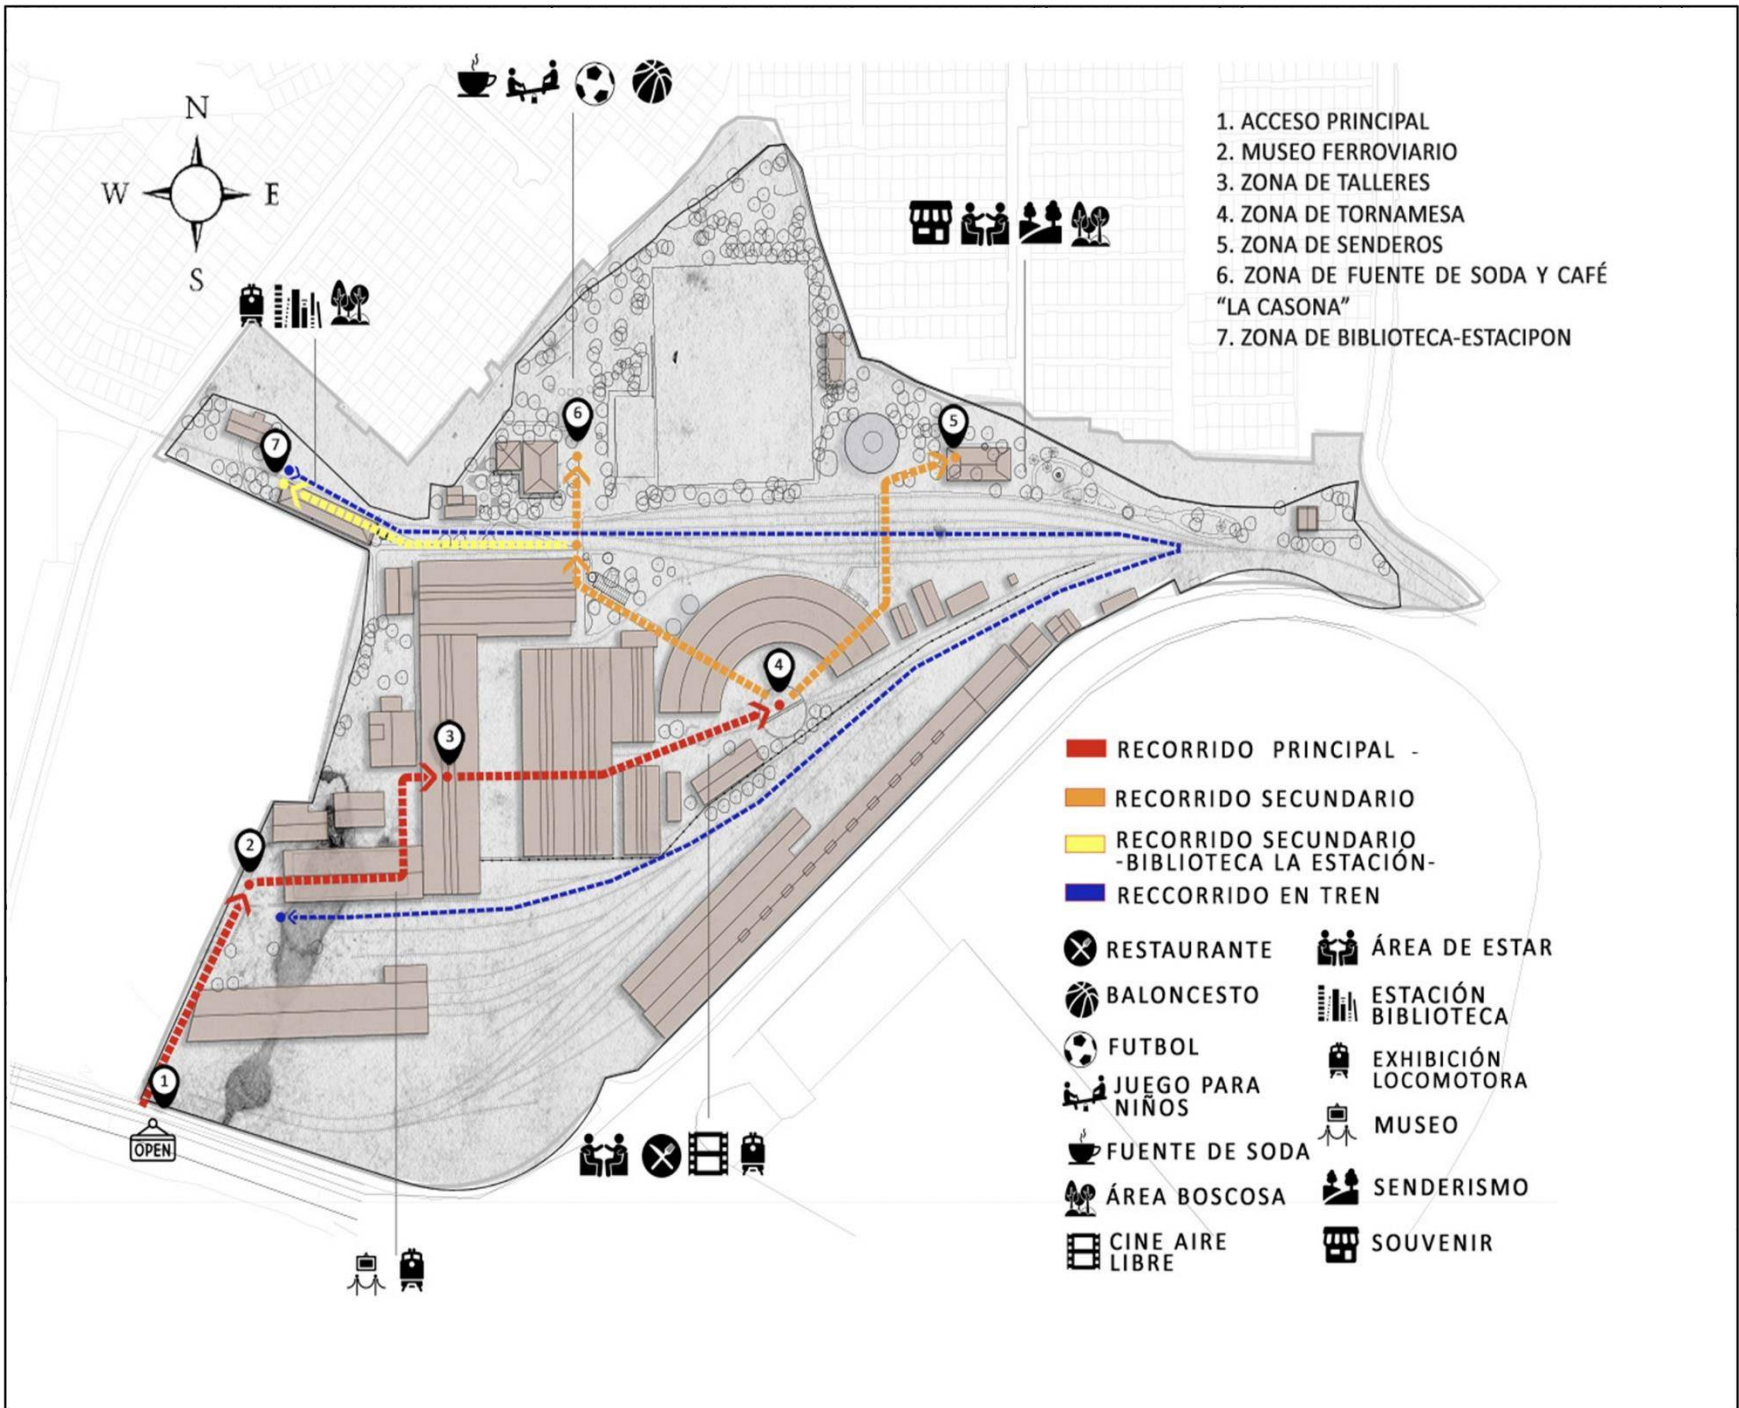 N
W
E
S
1. ACCESO PRINCIPAL
2. MUSEO FERROVIARIO
3. ZONA DE TALLERES
4. ZONA DE TORNAMESA
5. ZONA DE SENDEROS
6. ZONA DE FUENTE DE SODA Y CAFÉ
“LA CASONA”
7. ZONA DE BIBLIOTECA-ESTACIPON
6
5
7
4
3
2
1
OPEN
RECORRIDO PRINCIPAL -
RECORRIDO SECUNDARIO
RECORRIDO SECUNDARIO
-BIBLIOTECA LA ESTACIÓN-
RECCORRIDO EN TREN
RESTAURANTE
BALONCESTO
FUTBOL
JUEGO PARA
NIÑOS
FUENTE DE SODA
ÁREA BOSCOSA
CINE AIRE
LIBRE
ÁREA DE ESTAR
ESTACIÓN
BIBLIOTECA
EXHIBICIÓN
LOCOMOTORA
MUSEO
SENDERISMO
SOUVENIR